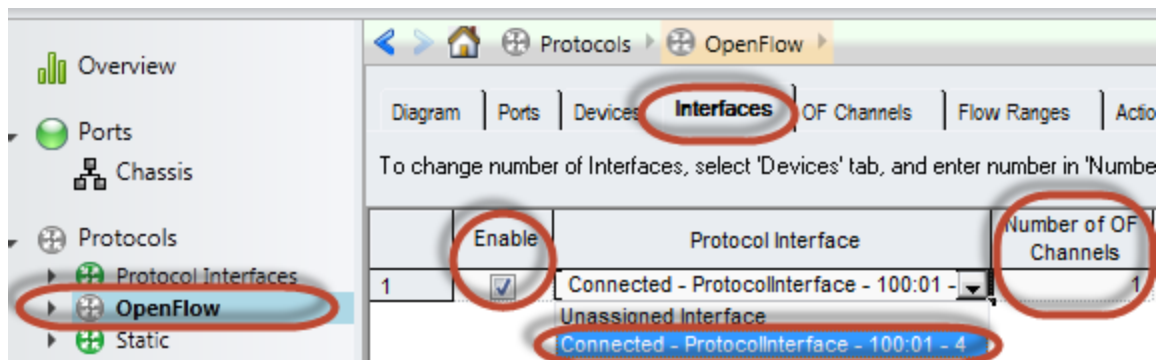 Overview
Ports
Chassis
Protocols
Protocol Interfaces
OpenFlow
Static
Protocols OpenFlow
Diagram Ports Devices Interfaces OF Channels Flow Ranges Actio
To change number of Interfaces, select 'Devices' tab, and enter number in 'Numbe
Enable Protocol Interface Number of OF Channels
1 Connected - ProtocolInterface - 100:01 - 1
Unassioned Interface
Connected - ProtocolInterface - 100:01 - 4